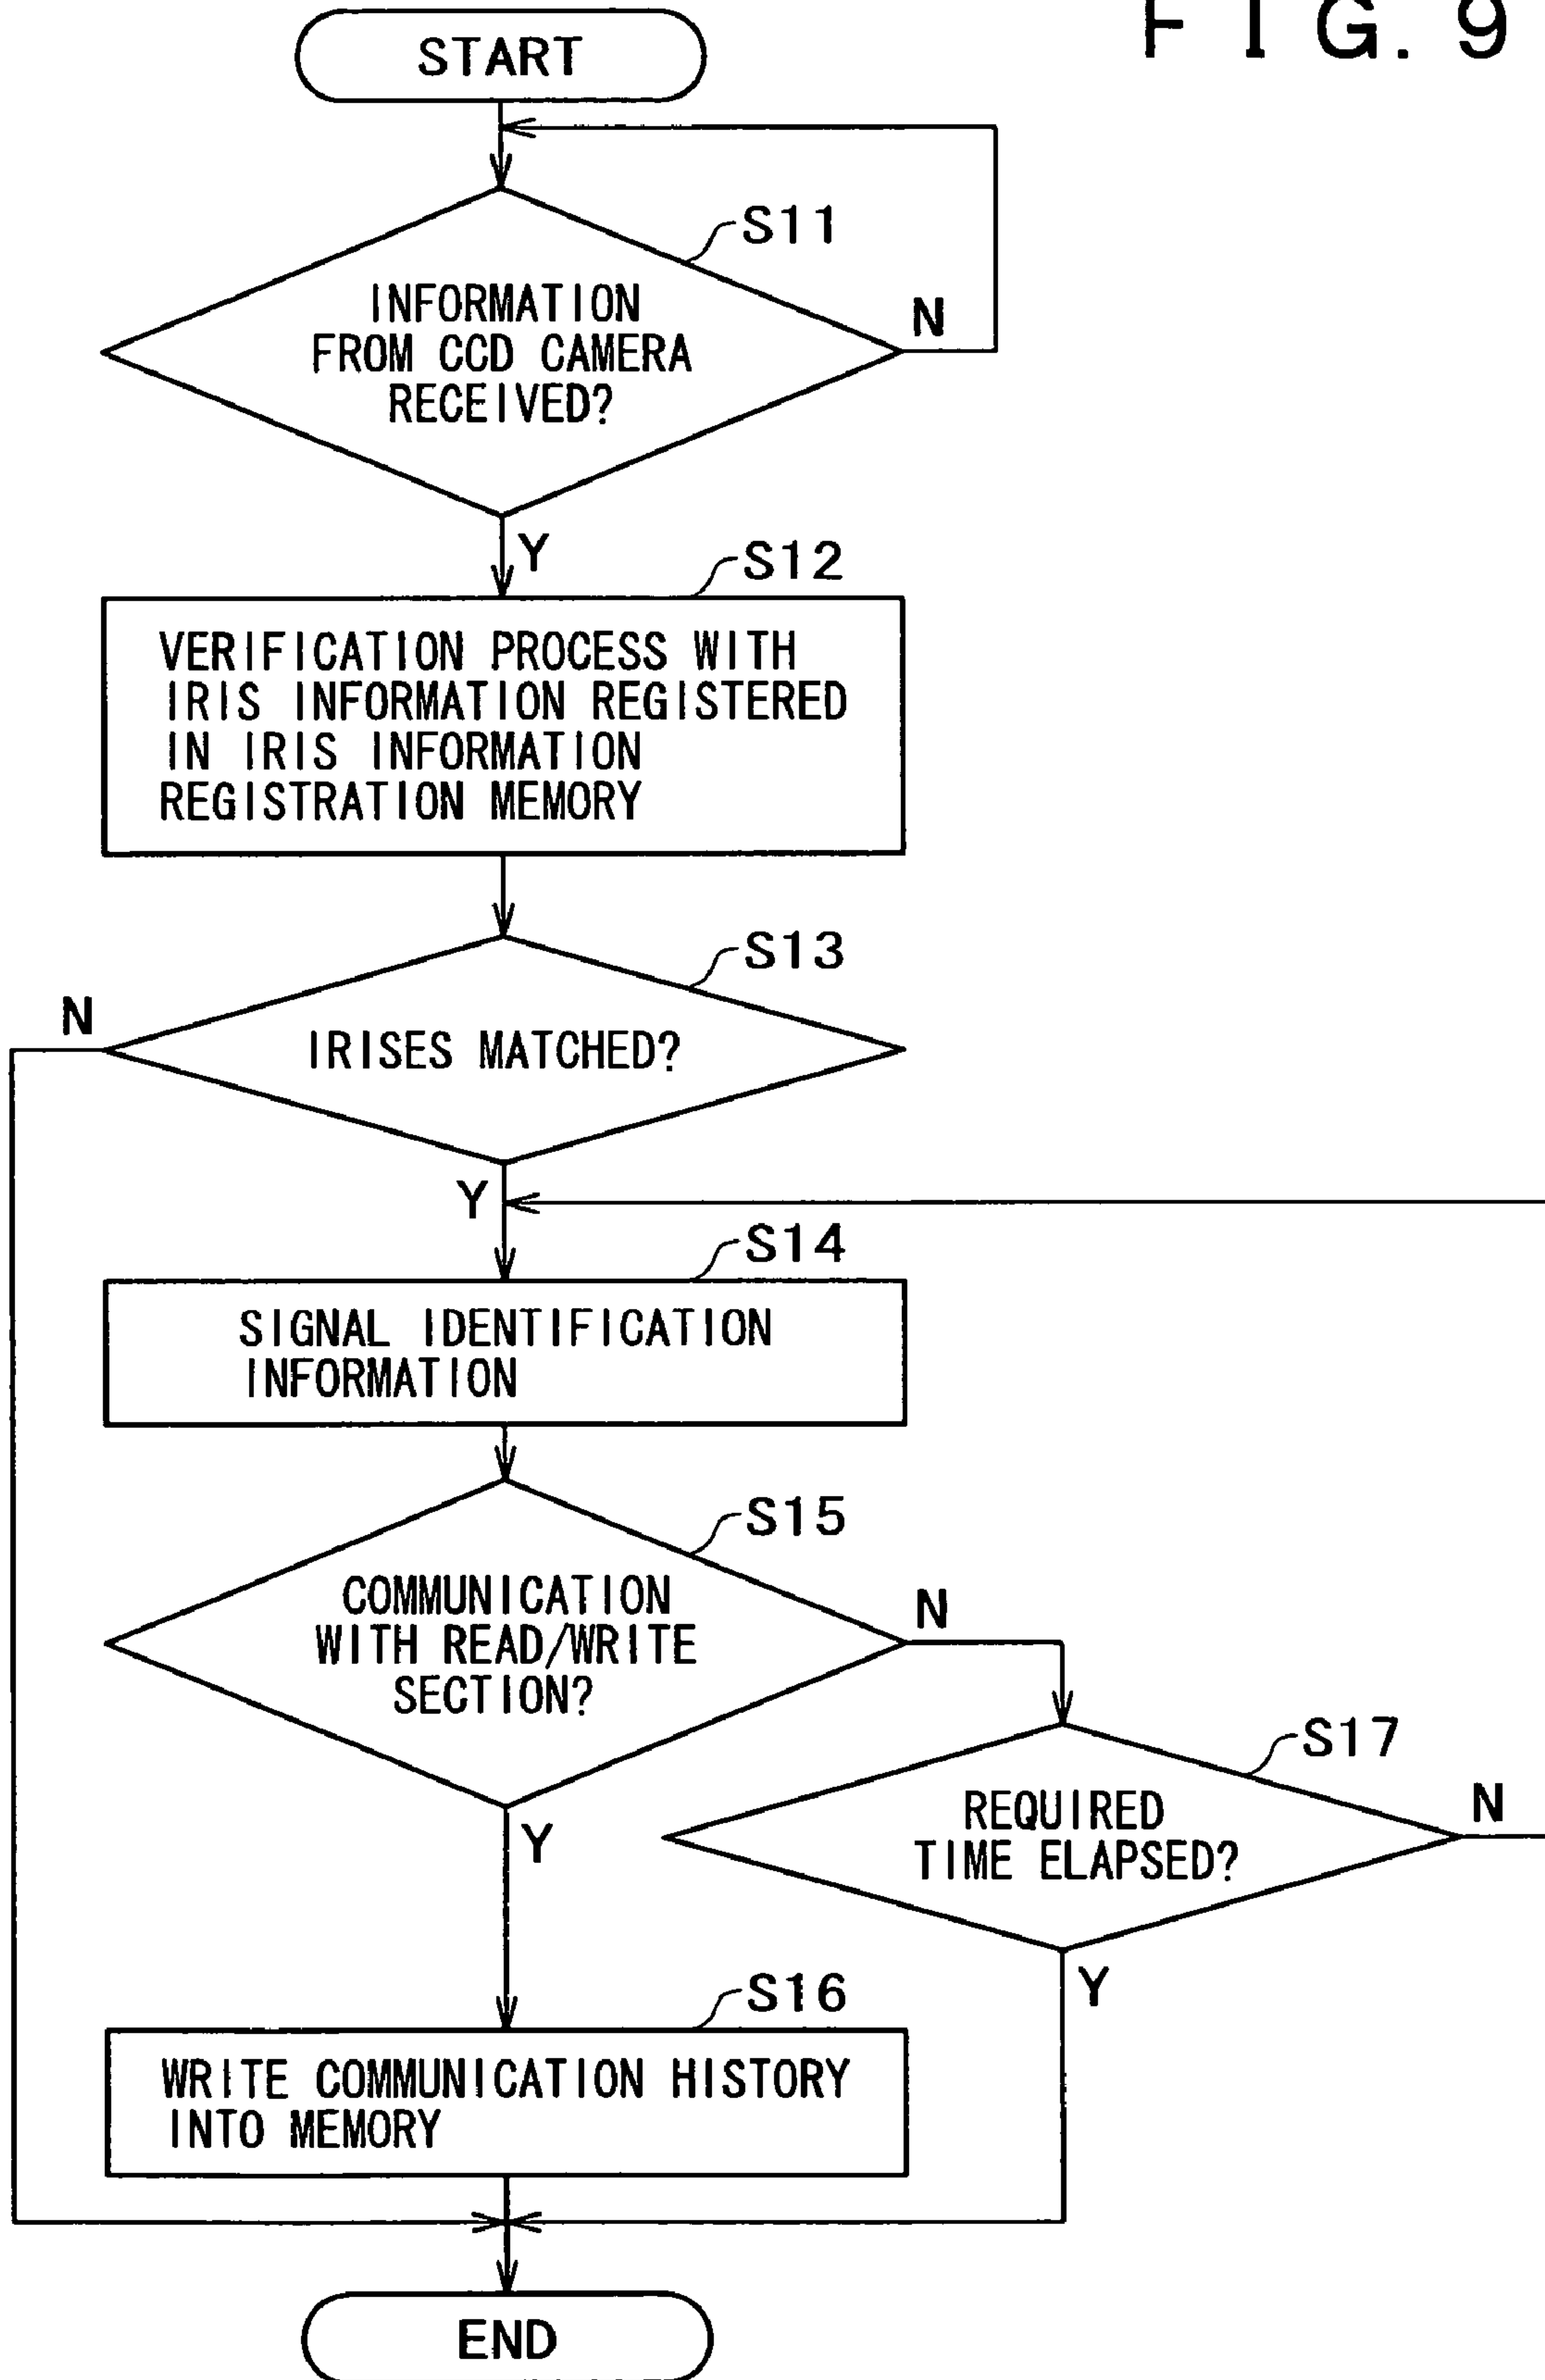 FIG. 9
START
S11
INFORMATION
FROM CCD CAMERA
RECEIVED?
N
Y
S12
VERIFICATION PROCESS WITH
IRIS INFORMATION REGISTERED
IN IRIS INFORMATION
REGISTRATION MEMORY
S13
N
IRISES MATCHED?
Y
S14
SIGNAL IDENTIFICATION
INFORMATION
S15
COMMUNICATION
WITH READ/WRITE
SECTION?
N
S17
REQUIRED
TIME ELAPSED?
N
Y
Y
S16
WRITE COMMUNICATION HISTORY
INTO MEMORY
END